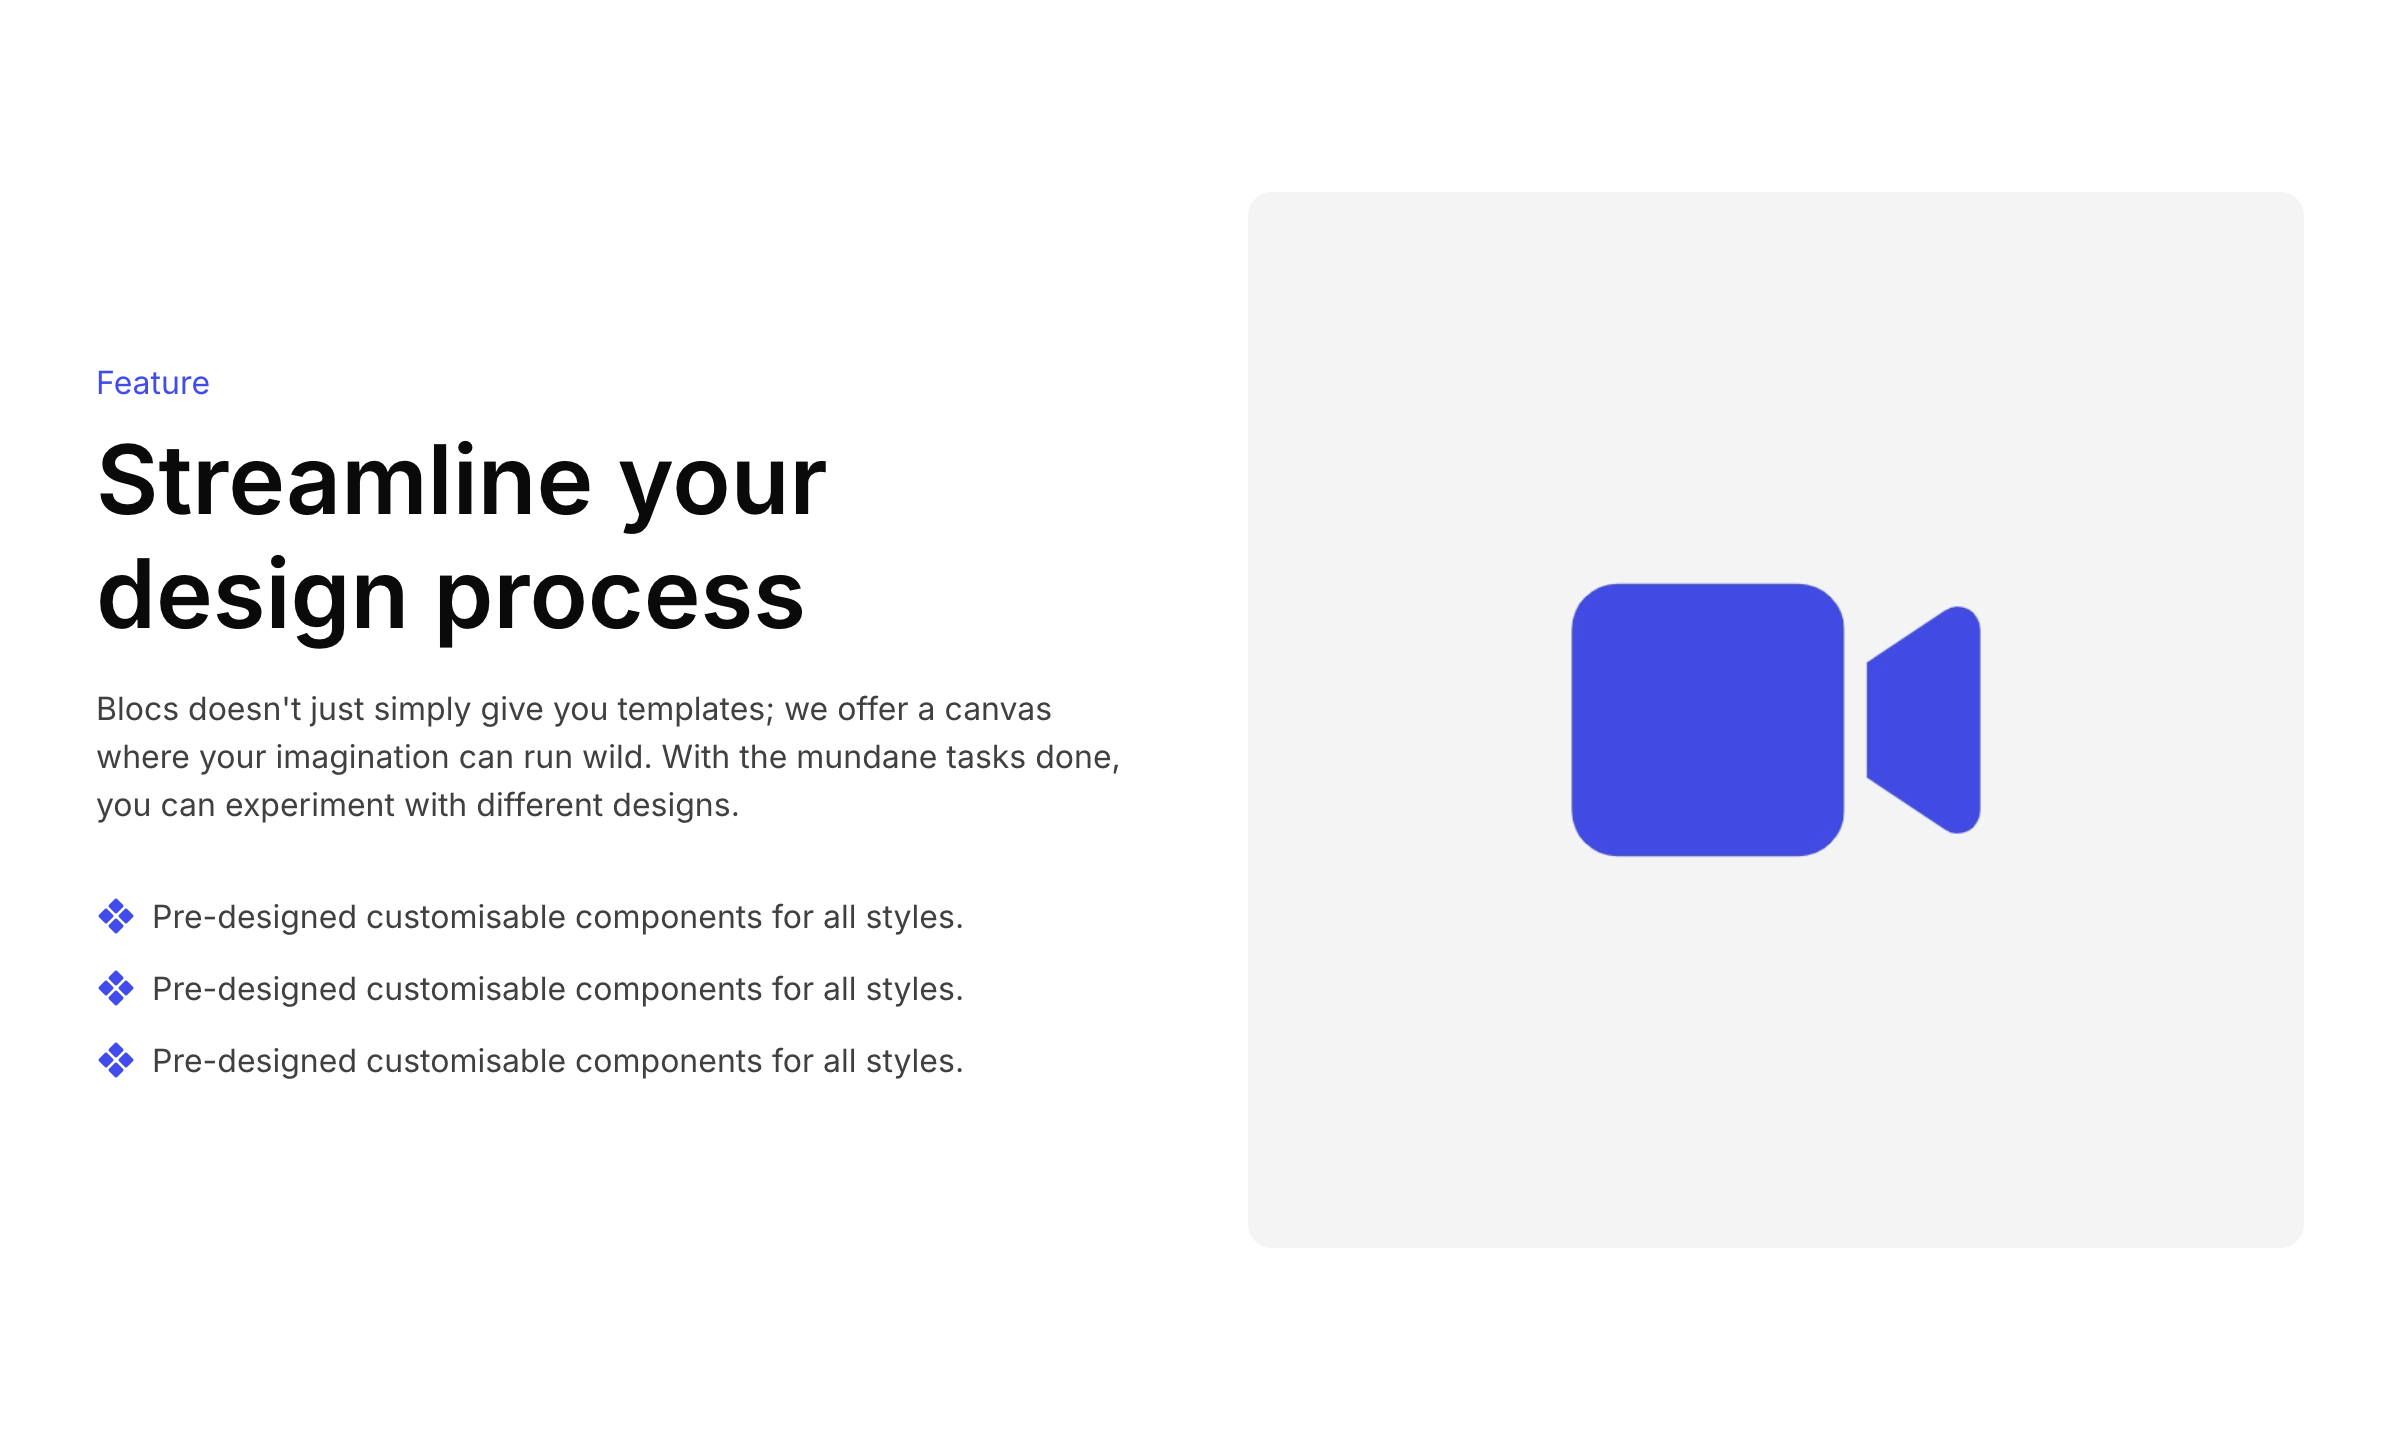 Feature
Streamline your
design process
Blocs doesn't just simply give you templates; we offer a canvas
where your imagination can run wild. With the mundane tasks done,
you can experiment with different designs.
Pre-designed customisable components for all styles.
Pre-designed customisable components for all styles.
Pre-designed customisable components for all styles.